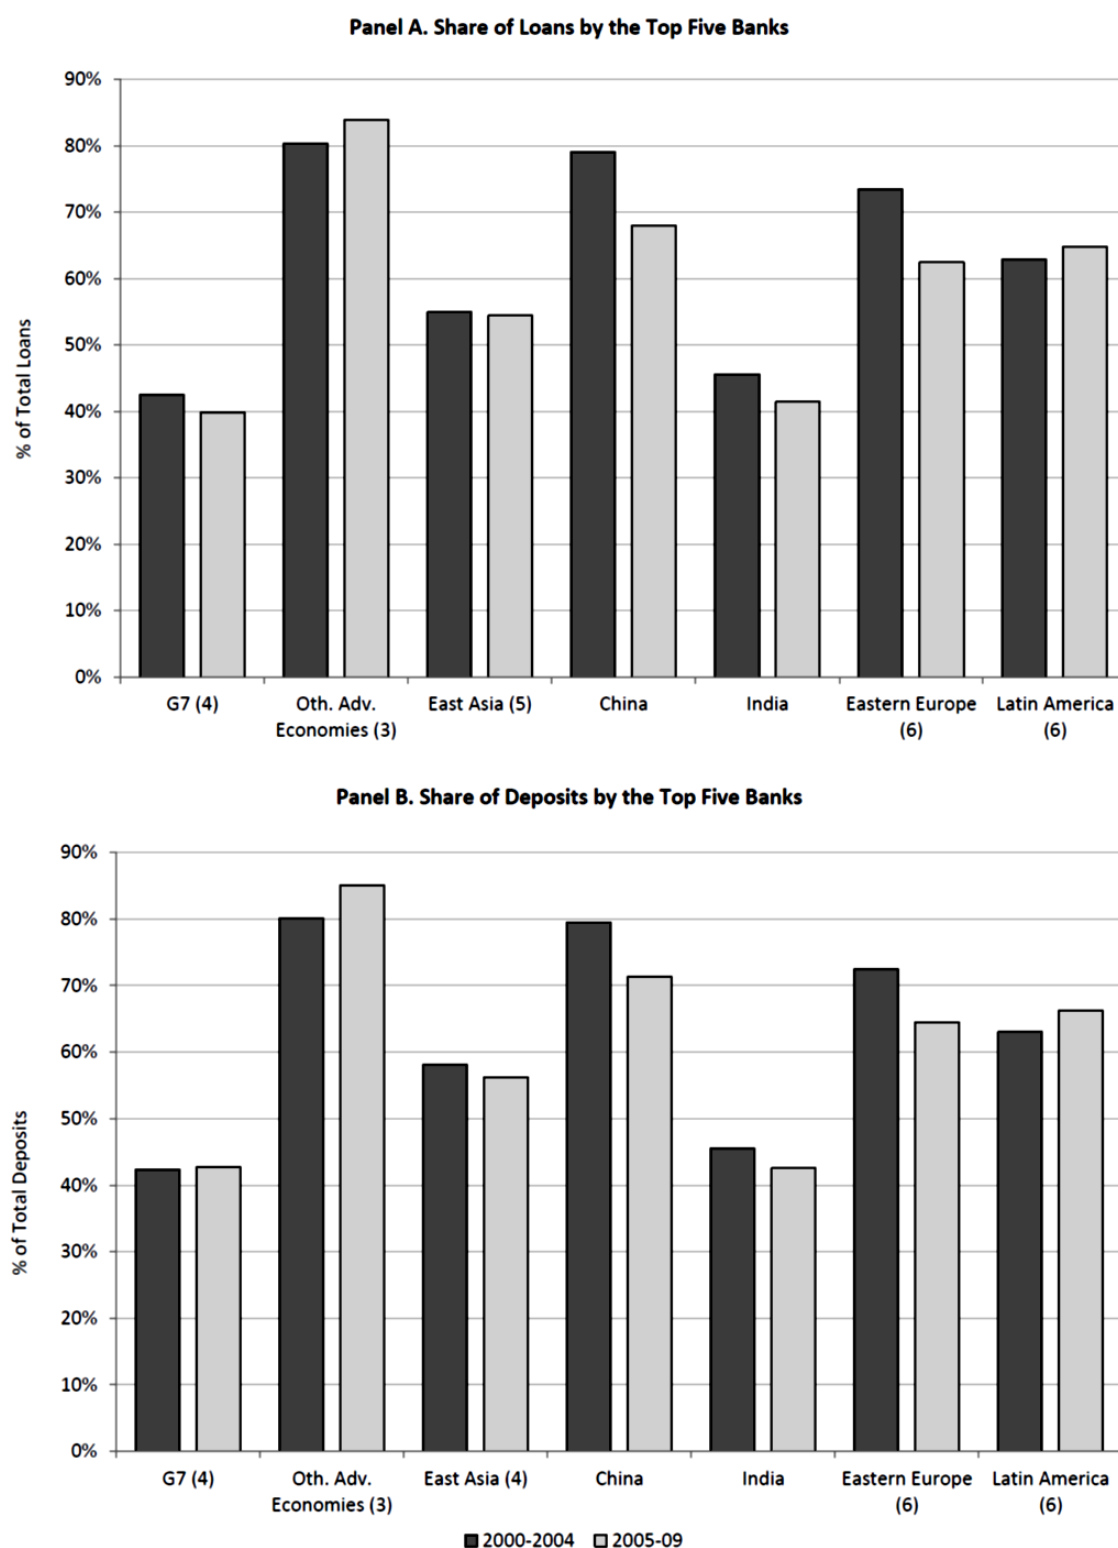 Panel A. Share of Loans by the Top Five Banks
90%
80%
70%
60%
50%
40%
30%
20%
10%
0%
% of Total Loans
G7 (4)
Oth. Adv.
Economies (3)
East Asia (5)
China
India
Eastern Europe
(6)
Latin America
(6)
Panel B. Share of Deposits by the Top Five Banks
90%
80%
70%
60%
50%
40%
30%
20%
10%
0%
% of Total Deposits
G7 (4)
Oth. Adv.
Economies (3)
East Asia (4)
China
India
Eastern Europe
(6)
Latin America
(6)
2000-2004
2005-09